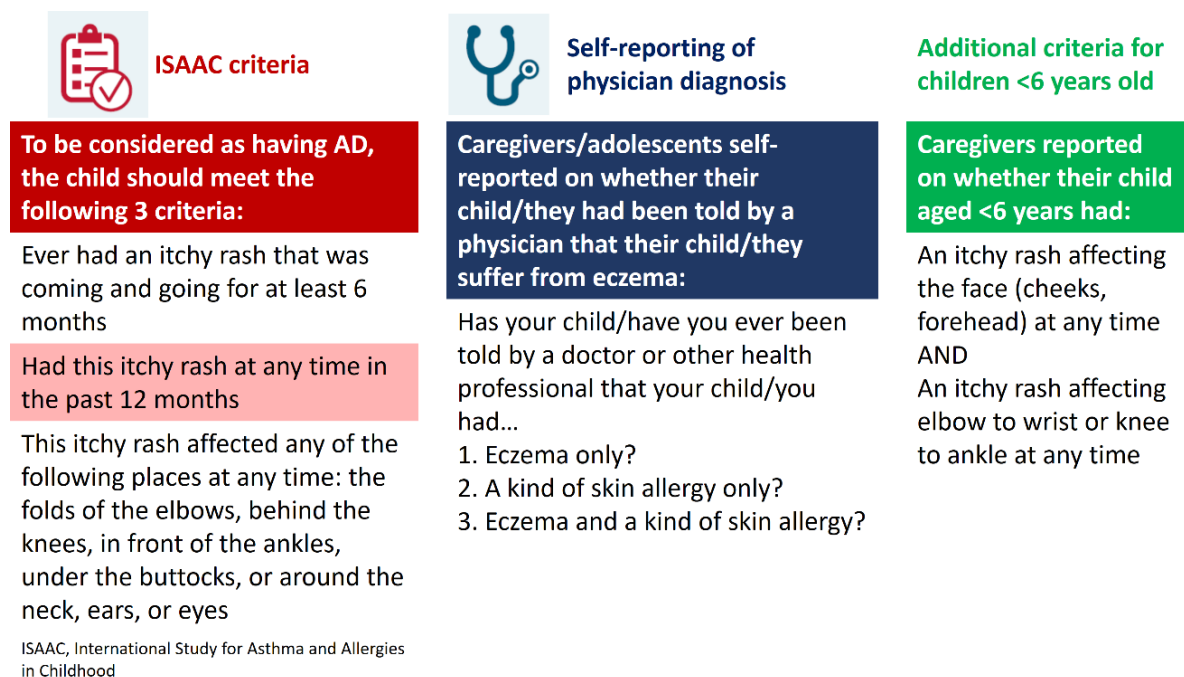 ISAAC criteria
To be considered as having AD,
the child should meet the
following 3 criteria:
Ever had an itchy rash that was
coming and going for at least 6
months
Had this itchy rash at any time in
the past 12 months
This itchy rash affected any of the
following places at any time: the
folds of the elbows, behind the
knees, in front of the ankles,
under the buttocks, or around the
neck, ears, or eyes
ISAAC, International Study for Asthma and Allergies
in Childhood
Self-reporting of
physician diagnosis
Caregivers/adolescents self-
reported on whether their
child/they had been told by a
physician that their child/they
suffer from eczema:
Has your child/have you ever been
told by a doctor or other health
professional that your child/you
had...
1. Eczema only?
2. A kind of skin allergy only?
3. Eczema and a kind of skin allergy?
Additional criteria for
children <6 years old
Caregivers reported
on whether their child
aged <6 years had:
An itchy rash affecting
the face (cheeks,
forehead) at any time
AND
An itchy rash affecting
elbow to wrist or knee
to ankle at any time